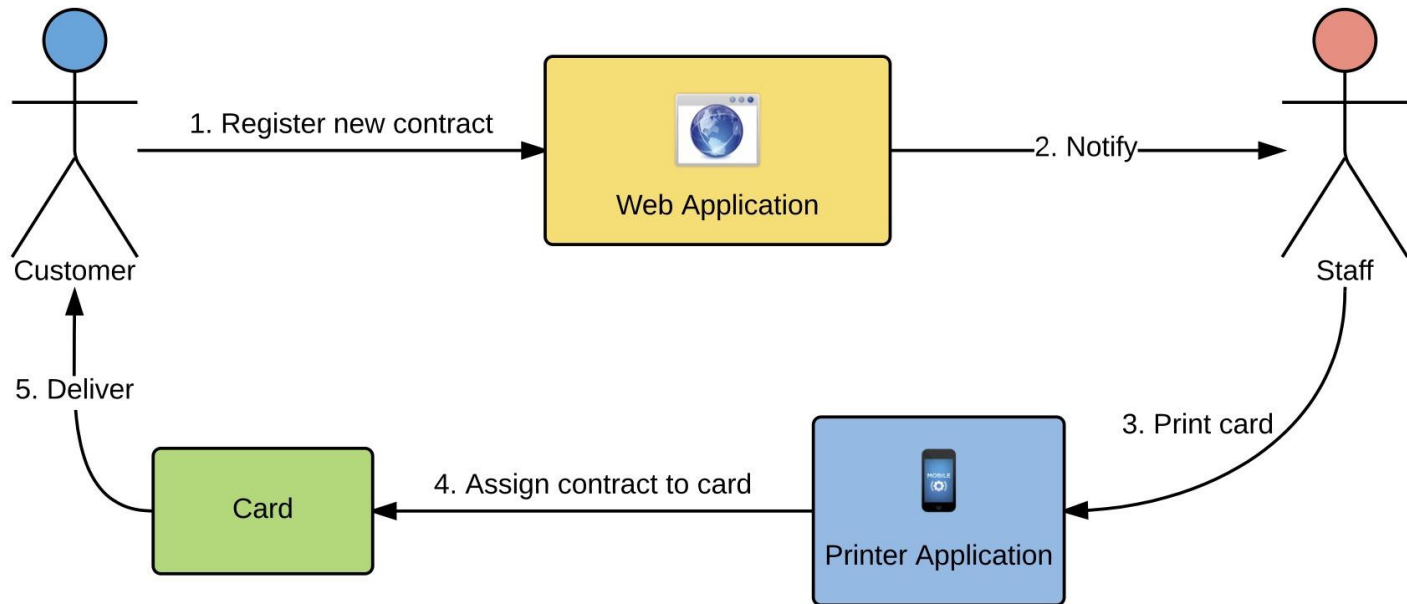 1. Register new contract
Web Application
2. Notify
Customer
Staff
3. Print card
MOBILE
Printer Application
4. Assign contract to card
Card
5. Deliver